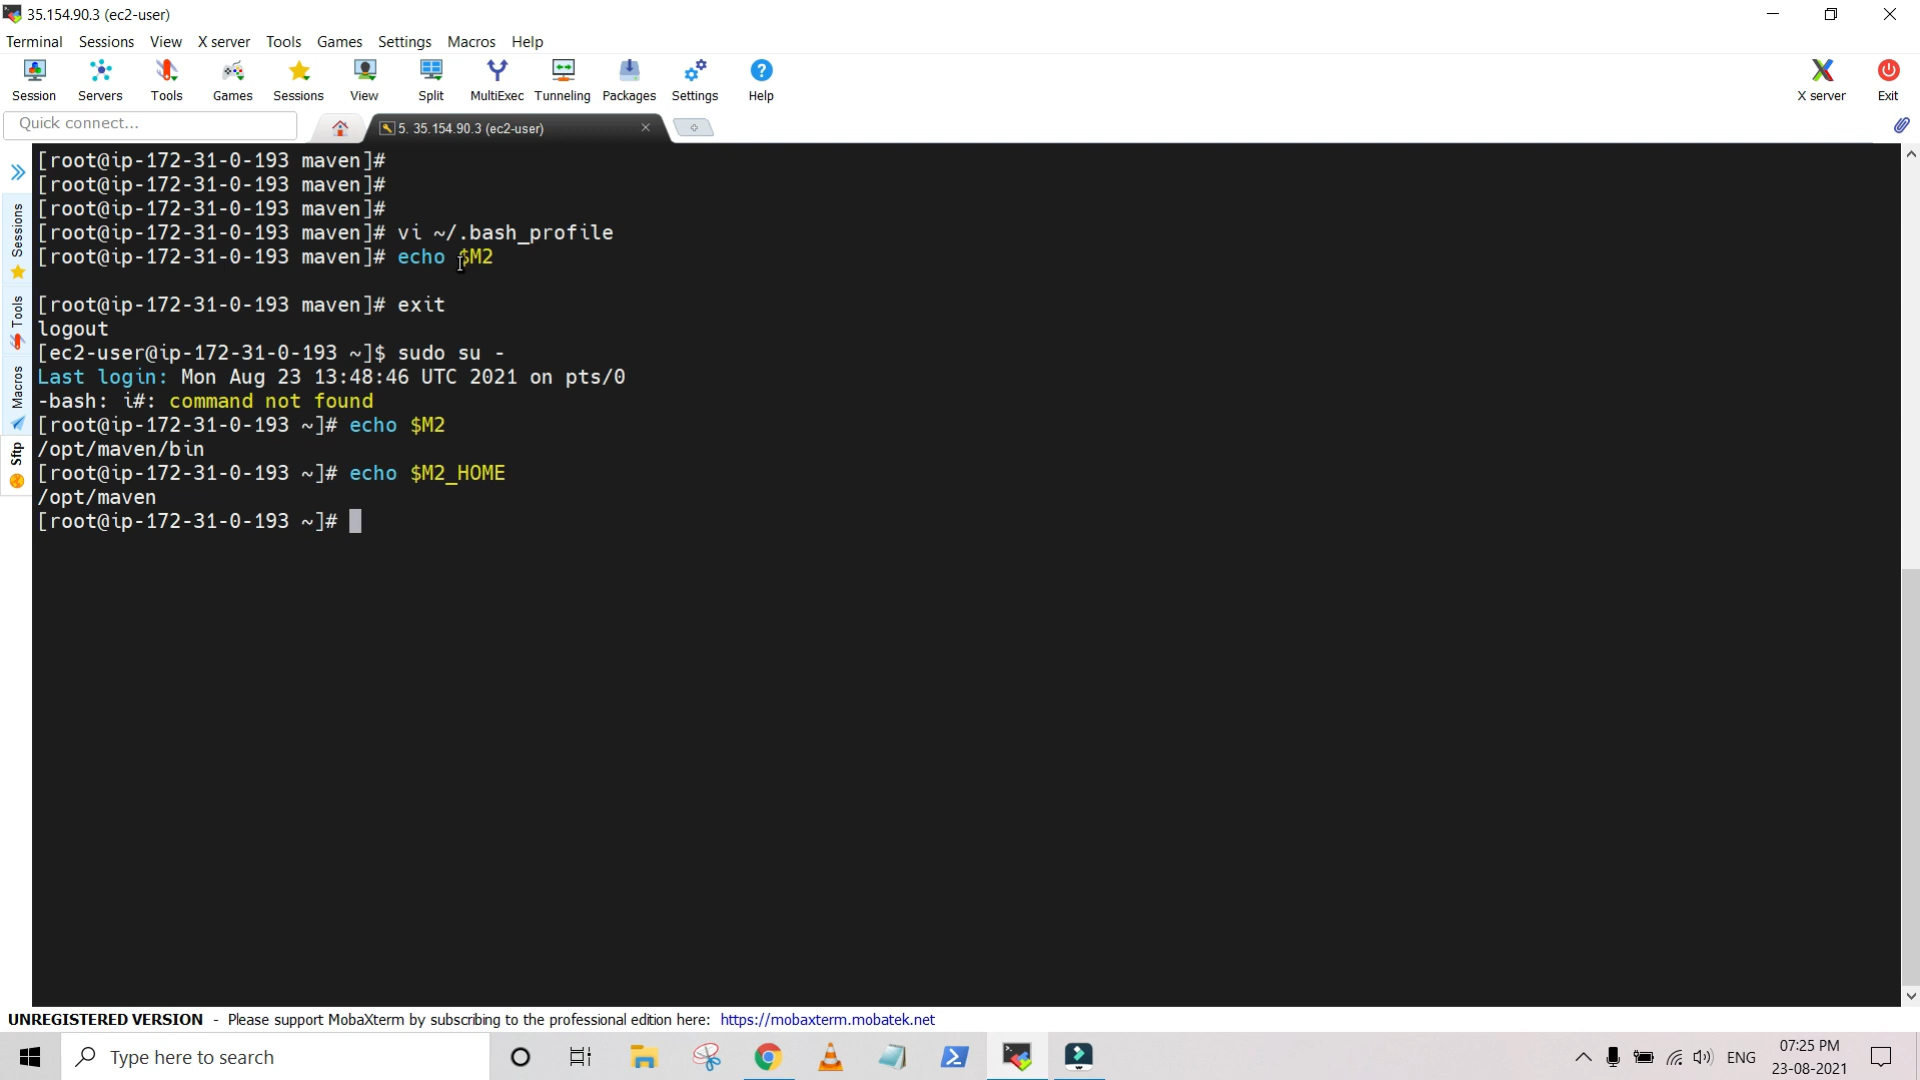 35.154.90.3 (ec2-user)
Terminal Sessions View X server Tools Games Settings Macros Help
Session Servers Tools Games Sessions View Split MultiExec Tunneling Packages Settings Help X server Exit
Quick connect...
5. 35.154.90.3 (ec2-user)
Sessions
Tools
Macros
Sftp
[root@ip-172-31-0-193 maven]#
[root@ip-172-31-0-193 maven]#
[root@ip-172-31-0-193 maven]#
[root@ip-172-31-0-193 maven]# vi ~/.bash_profile
[root@ip-172-31-0-193 maven]# echo $M2
[root@ip-172-31-0-193 maven]# exit
logout
[ec2-user@ip-172-31-0-193 ~]$ sudo su -
Last login: Mon Aug 23 13:48:46 UTC 2021 on pts/0
-bash: i#: command not found
[root@ip-172-31-0-193 ~]# echo $M2
/opt/maven/bin
[root@ip-172-31-0-193 ~]# echo $M2_HOME
/opt/maven
[root@ip-172-31-0-193 ~]#
UNREGISTERED VERSION - Please support MobaXterm by subscribing to the professional edition here: https://mobaxterm.mobatek.net
Type here to search
ENG
07:25 PM
23-08-2021